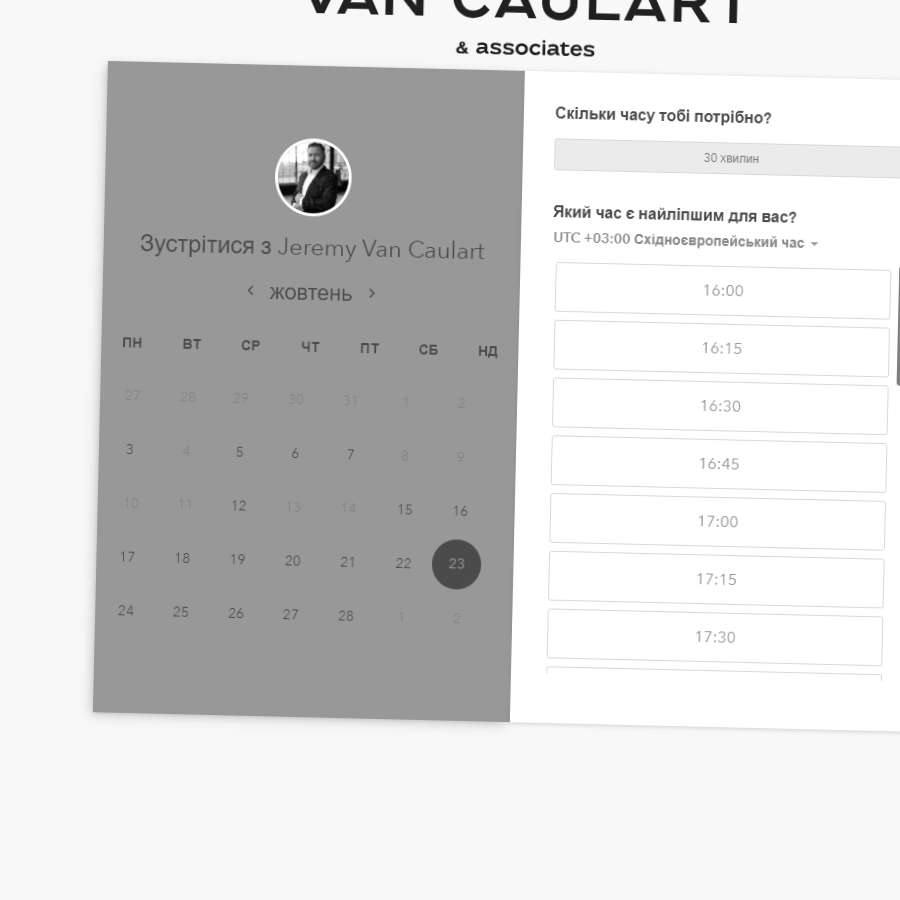 VAN CAULART
& associates
Зустрітися з Jeremy Van Caulart
жовтень
ПН ВТ СР ЧТ ПТ СБ НД
27 28 29 30 31 1 2
3 4 5 6 7 8 9
10 11 12 13 14 15 16
17 18 19 20 21 22 23
24 25 26 27 28 1 2
Скільки часу тобі потрібно?
30 хвилин
Який час є найліпшим для вас?
UTC +03:00 Східноєвропейський час
16:00
16:15
16:30
16:45
17:00
17:15
17:30